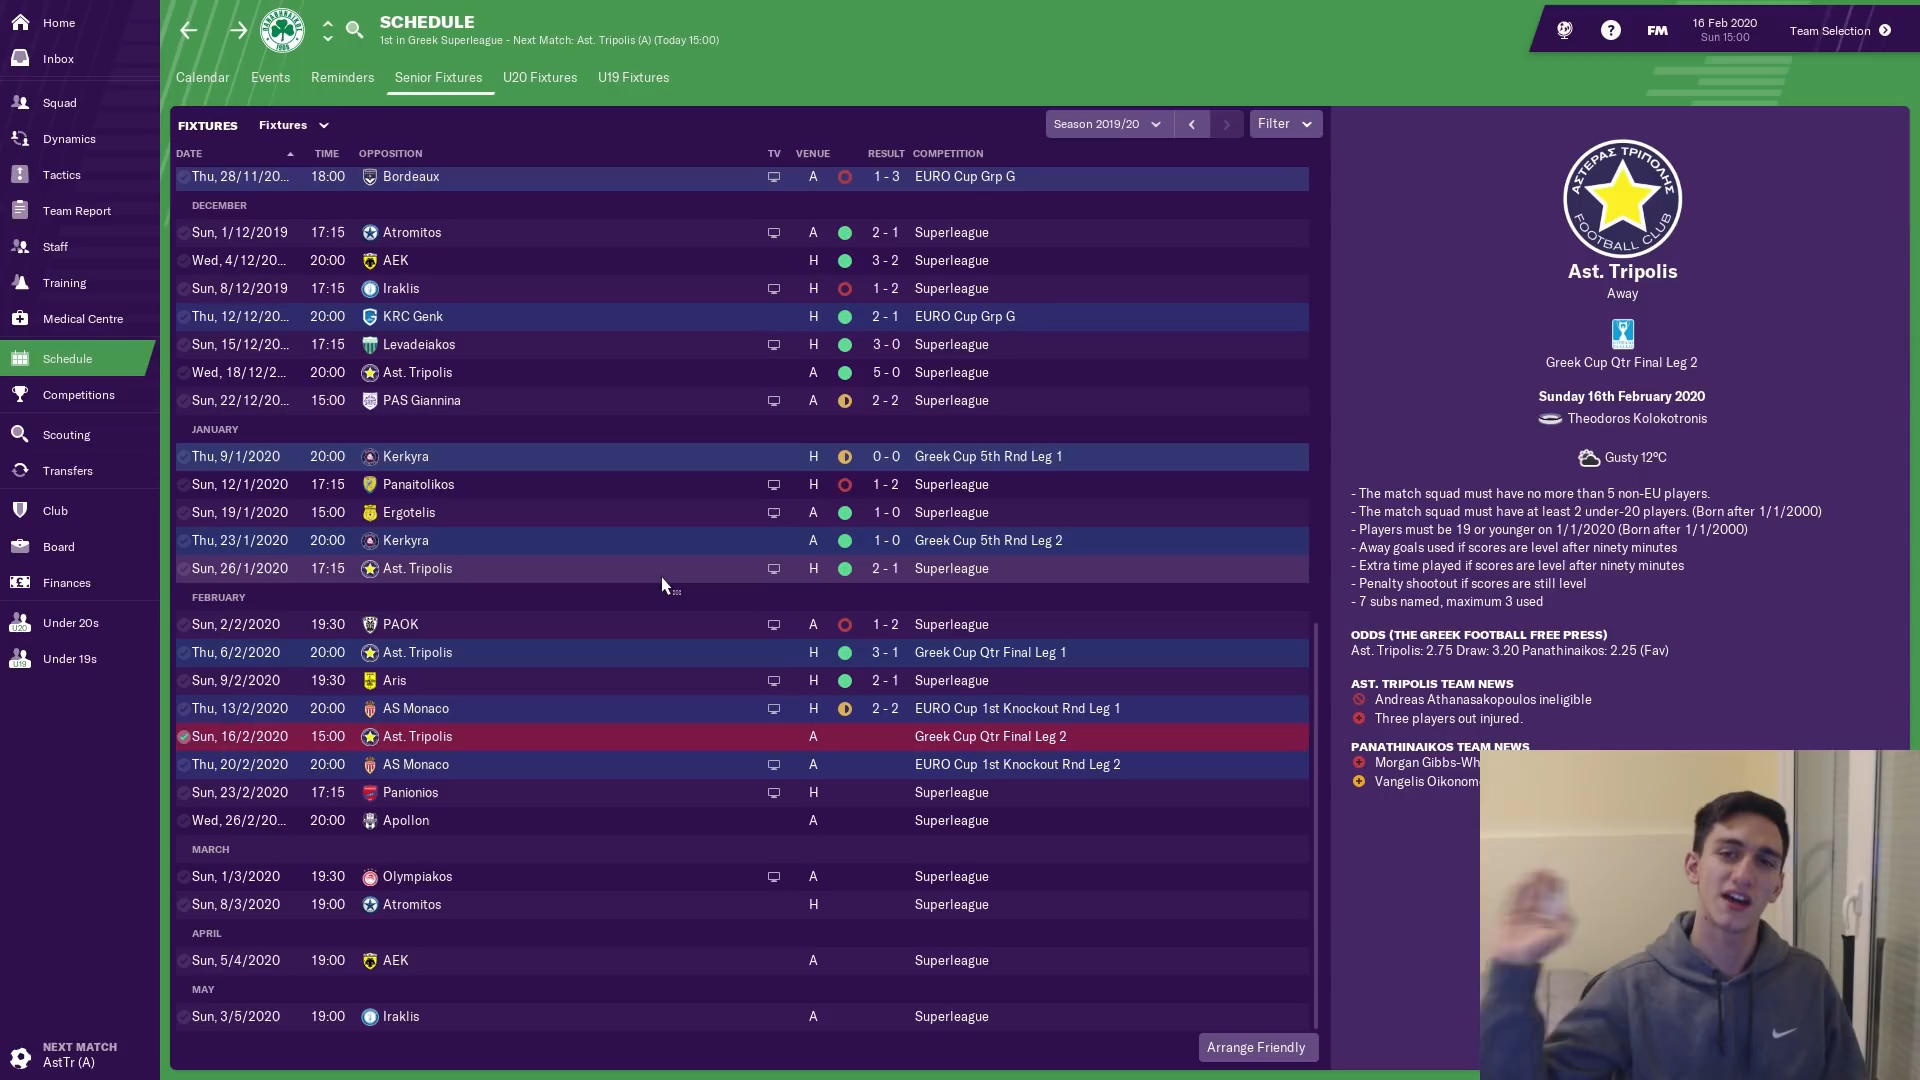 Home
Inbox
Squad
Dynamics
Tactics
Team Report
Staff
Training
Medical Centre
Schedule
Competitions
Scouting
Transfers
Club
Board
Finances
U20
Under 20s
U19
Under 19s
NEXT MATCH
AstTr (A)
SCHEDULE
1st in Greek Superleague - Next Match: Ast. Tripolis (A) (Today 15:00)
FM
16 Feb 2020
Sun 15:00
Team Selection
Calendar Events Reminders Senior Fixtures U20 Fixtures U19 Fixtures
FIXTURES Fixtures Season 2019/20 Filter
DATE TIME OPPOSITION TV VENUE RESULT COMPETITION
Thu, 28/11/20... 18:00 Bordeaux A 1 - 3 EURO Cup Grp G
DECEMBER
Sun, 1/12/2019 17:15 Atromitos A 2 - 1 Superleague
Wed, 4/12/20... 20:00 AEK H 3 - 2 Superleague
Sun, 8/12/2019 17:15 Iraklis H 1 - 2 Superleague
Thu, 12/12/20... 20:00 KRC Genk H 2 - 1 EURO Cup Grp G
Sun, 15/12/20... 17:15 Levadeiakos H 3 - 0 Superleague
Wed, 18/12/2... 20:00 Ast. Tripolis A 5 - 0 Superleague
Sun, 22/12/20... 15:00 PAS Giannina A 2 - 2 Superleague
JANUARY
Thu, 9/1/2020 20:00 Kerkyra H 0 - 0 Greek Cup 5th Rnd Leg 1
Sun, 12/1/2020 17:15 Panaitolikos H 1 - 2 Superleague
Sun, 19/1/2020 15:00 Ergotelis A 1 - 0 Superleague
Thu, 23/1/2020 20:00 Kerkyra A 1 - 0 Greek Cup 5th Rnd Leg 2
Sun, 26/1/2020 17:15 Ast. Tripolis H 2 - 1 Superleague
FEBRUARY
Sun, 2/2/2020 19:30 PAOK A 1 - 2 Superleague
Thu, 6/2/2020 20:00 Ast. Tripolis H 3 - 1 Greek Cup Qtr Final Leg 1
Sun, 9/2/2020 19:30 Aris H 2 - 1 Superleague
Thu, 13/2/2020 20:00 AS Monaco H 2 - 2 EURO Cup 1st Knockout Rnd Leg 1
Sun, 16/2/2020 15:00 Ast. Tripolis A Greek Cup Qtr Final Leg 2
Thu, 20/2/2020 20:00 AS Monaco A EURO Cup 1st Knockout Rnd Leg 2
Sun, 23/2/2020 17:15 Panionios H Superleague
Wed, 26/2/20... 20:00 Apollon A Superleague
MARCH
Sun, 1/3/2020 19:30 Olympiakos A Superleague
Sun, 8/3/2020 19:00 Atromitos H Superleague
APRIL
Sun, 5/4/2020 19:00 AEK A Superleague
MAY
Sun, 3/5/2020 19:00 Iraklis A Superleague
Arrange Friendly
ΑΣΤΕΡΑΣ ΤΡΙΠΟΛΗΣ
FOOTBALL CLUB
Ast. Tripolis
Away
Greek Cup Qtr Final Leg 2
Sunday 16th February 2020
Theodoros Kolokotronis
Gusty 12ºC
- The match squad must have no more than 5 non-EU players.
- The match squad must have at least 2 under-20 players. (Born after 1/1/2000)
- Players must be 19 or younger on 1/1/2020 (Born after 1/1/2000)
- Away goals used if scores are level after ninety minutes
- Extra time played if scores are level after ninety minutes
- Penalty shootout if scores are still level
- 7 subs named, maximum 3 used
ODDS (THE GREEK FOOTBALL FREE PRESS)
Ast. Tripolis: 2.75 Draw: 3.20 Panathinaikos: 2.25 (Fav)
AST. TRIPOLIS TEAM NEWS
Andreas Athanasakopoulos ineligible
Three players out injured.
PANATHINAIKOS TEAM NEWS
Morgan Gibbs-Wh
Vangelis Oikonom